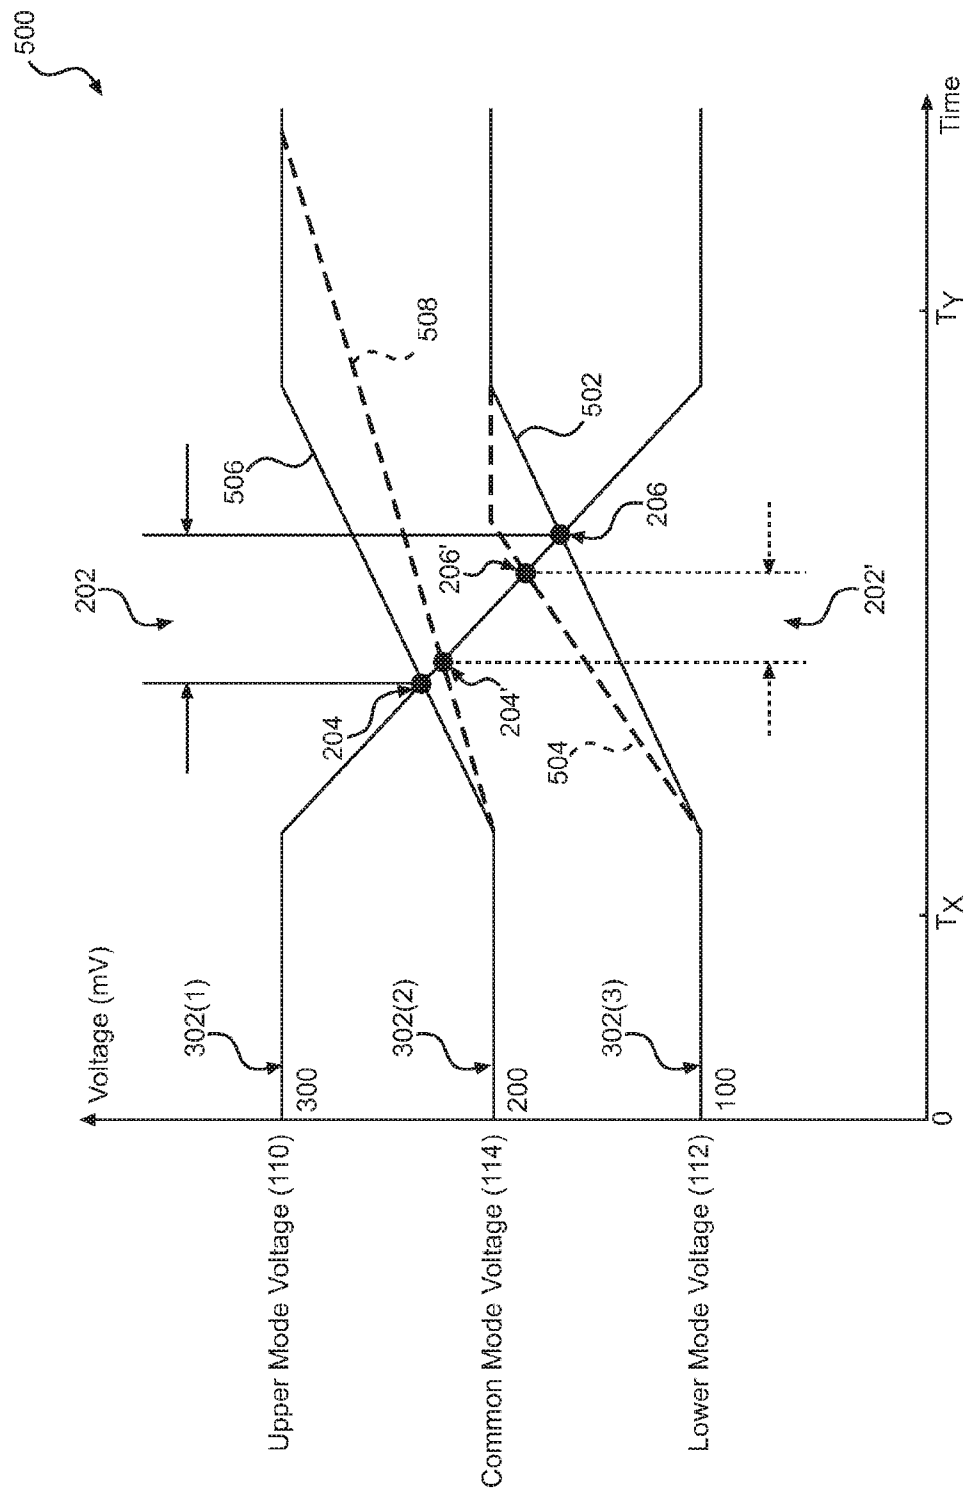 500
Voltage (mV)
202
506
508
302(1)
Upper Mode Voltage (110)
300
204
204'
206'
206
502
302(2)
Common Mode Voltage (114)
200
504
302(3)
Lower Mode Voltage (112)
100
202'
0
TX
TY
Time